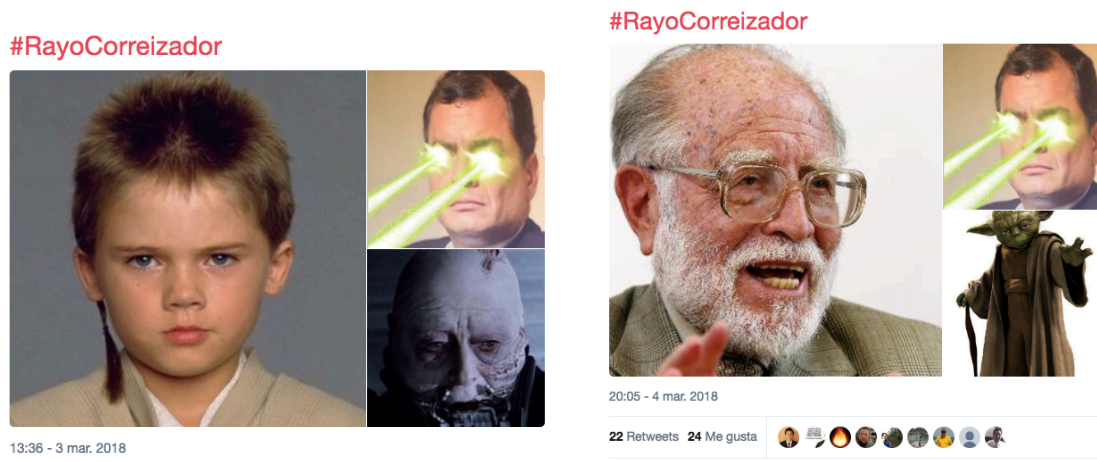 #RayoCorreizador
13:36 - 3 mar. 2018
#RayoCorreizador
20:05 - 4 mar. 2018
22 Retweets 24 Me gusta